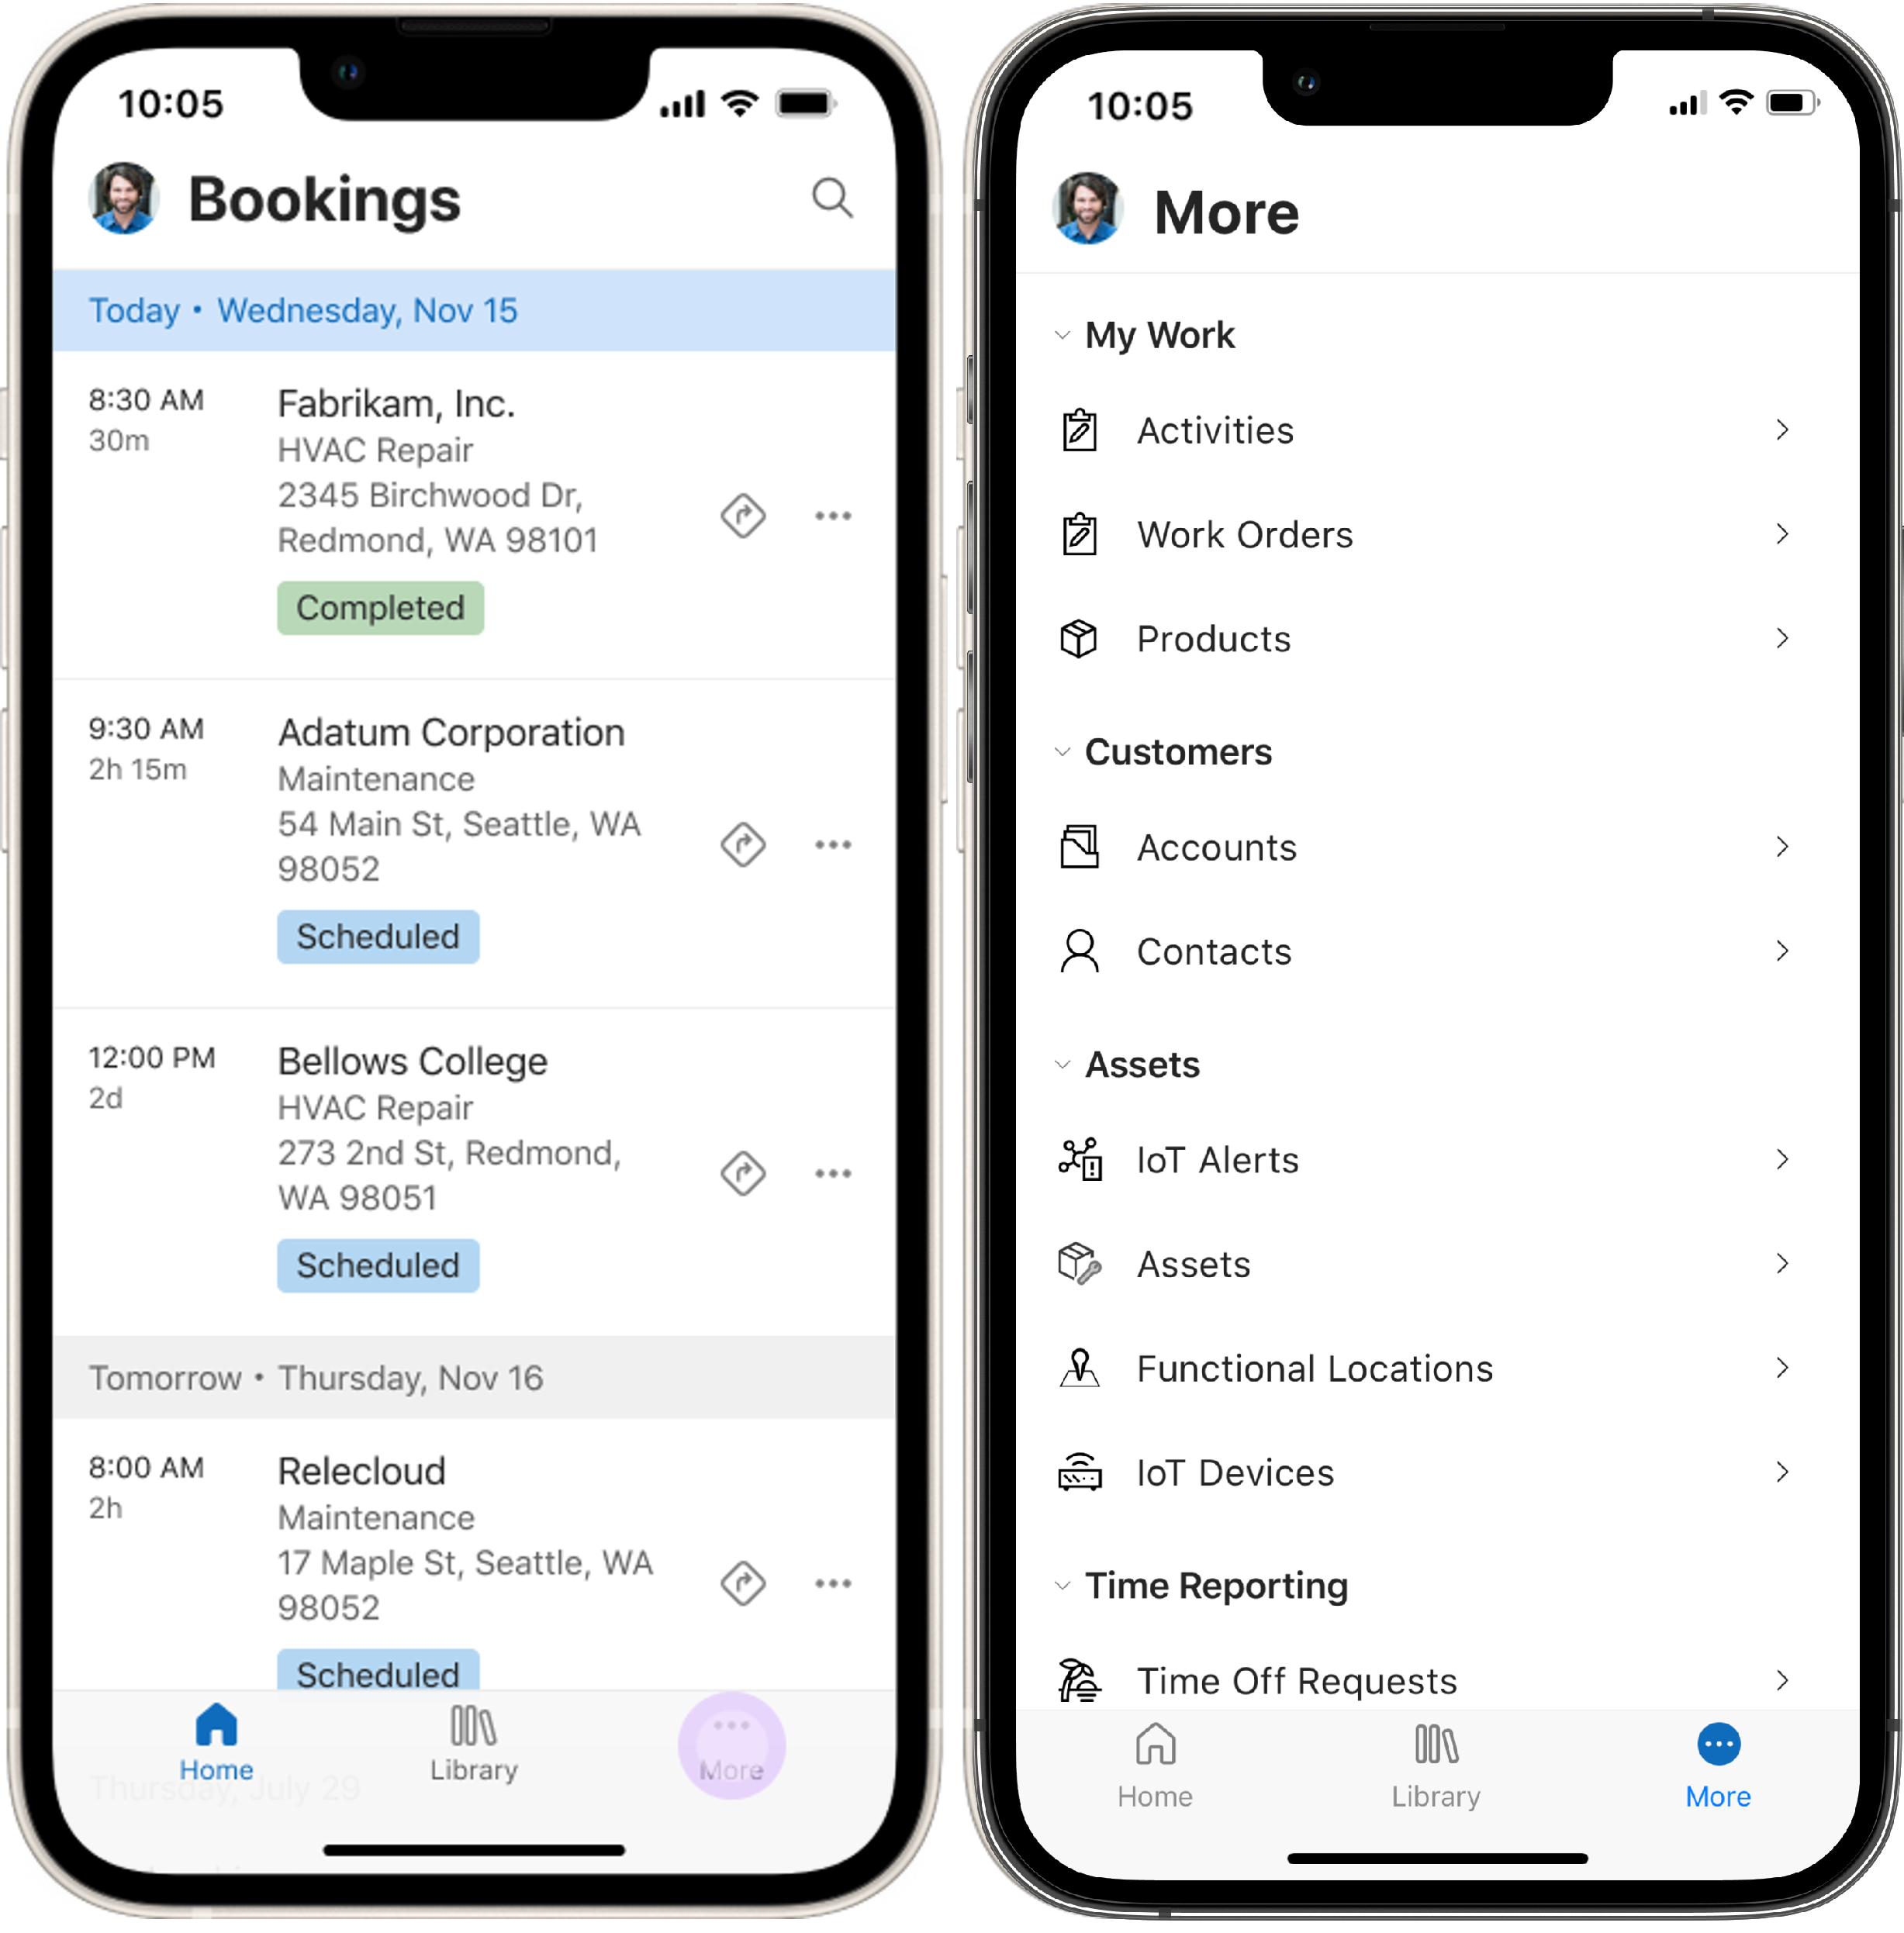 10:05
Bookings
Today • Wednesday, Nov 15
8:30 AM
30m
Fabrikam, Inc.
HVAC Repair
2345 Birchwood Dr,
Redmond, WA 98101
Completed
9:30 AM
2h 15m
Adatum Corporation
Maintenance
54 Main St, Seattle, WA
98052
Scheduled
12:00 PM
2d
Bellows College
HVAC Repair
273 2nd St, Redmond,
WA 98051
Scheduled
Tomorrow • Thursday, Nov 16
8:00 AM
2h
Relecloud
Maintenance
17 Maple St, Seattle, WA
98052
Scheduled
Home
Library
More
Thursday, July 29
10:05
More
My Work
Activities
Work Orders
Products
Customers
Accounts
Contacts
Assets
IoT Alerts
Assets
Functional Locations
IoT Devices
Time Reporting
Time Off Requests
Home
Library
More